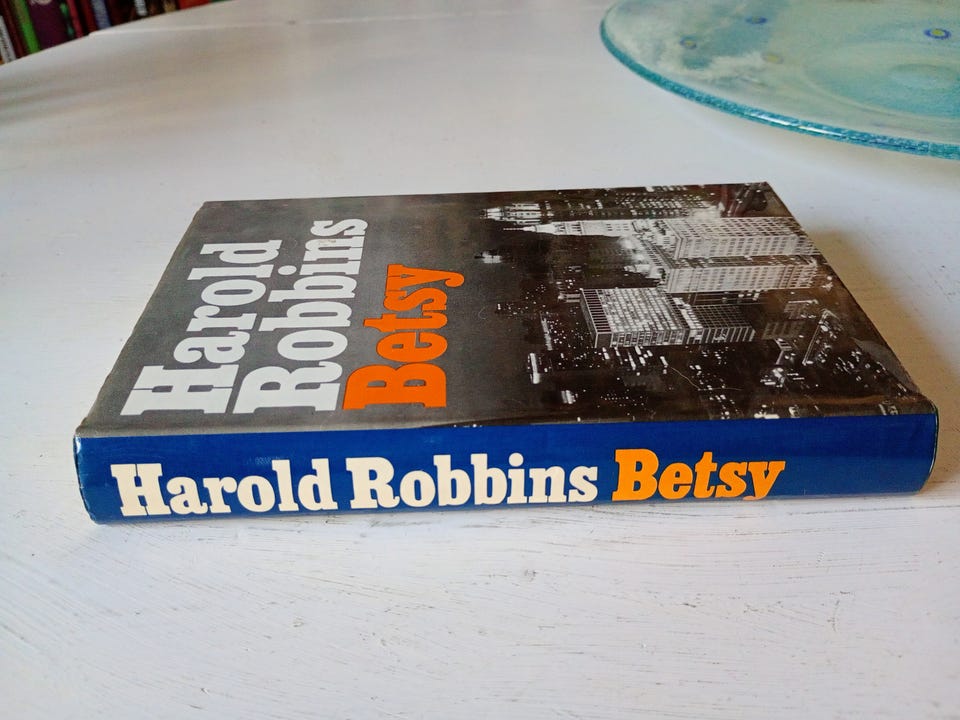 Harold
Robbins
Betsy
Harold Robbins Betsy